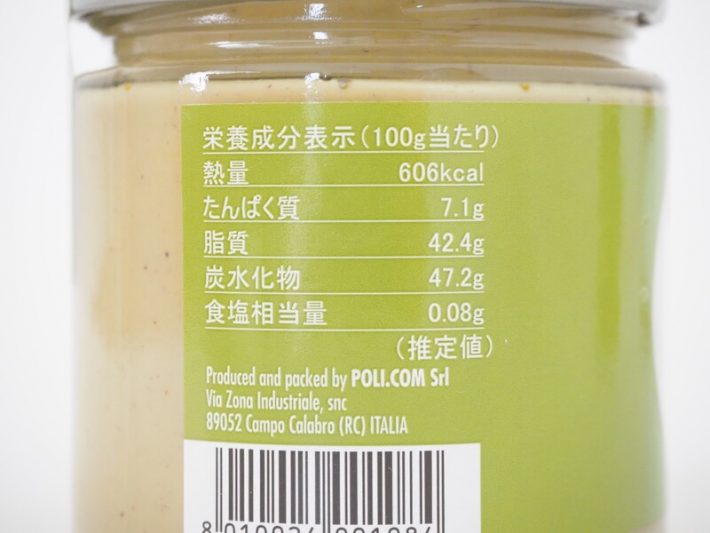 栄養成分表示（100g当たり）
熱量 606kcal
たんぱく質 7.1g
脂質 42.4g
炭水化物 47.2g
食塩相当量 0.08g
（推定値）
Produced and packed by POLI.COM Srl
Via Zona Industriale, snc
89052 Campo Calabro (RC) ITALIA